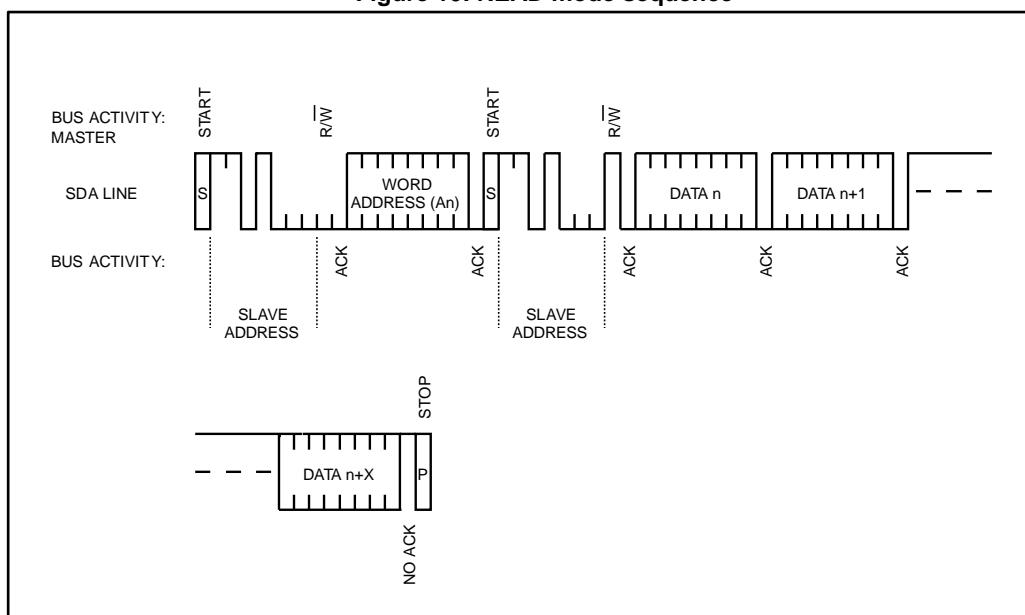 Figure 16. READ mode sequence
BUS ACTIVITY:
MASTER
START
R/W
START
R/W
SDA LINE
S
WORD
ADDRESS (An)
S
DATA n
DATA n+1
BUS ACTIVITY:
ACK
ACK
ACK
ACK
ACK
SLAVE
ADDRESS
SLAVE
ADDRESS
STOP
DATA n+X
P
NO ACK